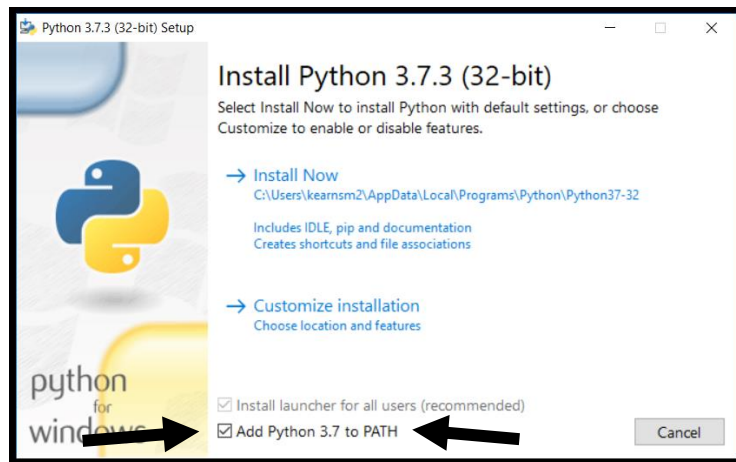 Python 3.7.3 (32-bit) Setup
Install Python 3.7.3 (32-bit)
Select Install Now to install Python with default settings, or choose
Customize to enable or disable features.
Install Now
C:\Users\kearnsm2\AppData\Local\Programs\Python\Python37-32
Includes IDLE, pip and documentation
Creates shortcuts and file associations
Customize installation
Choose location and features
python
for
windows
Install launcher for all users (recommended)
Add Python 3.7 to PATH
Cancel